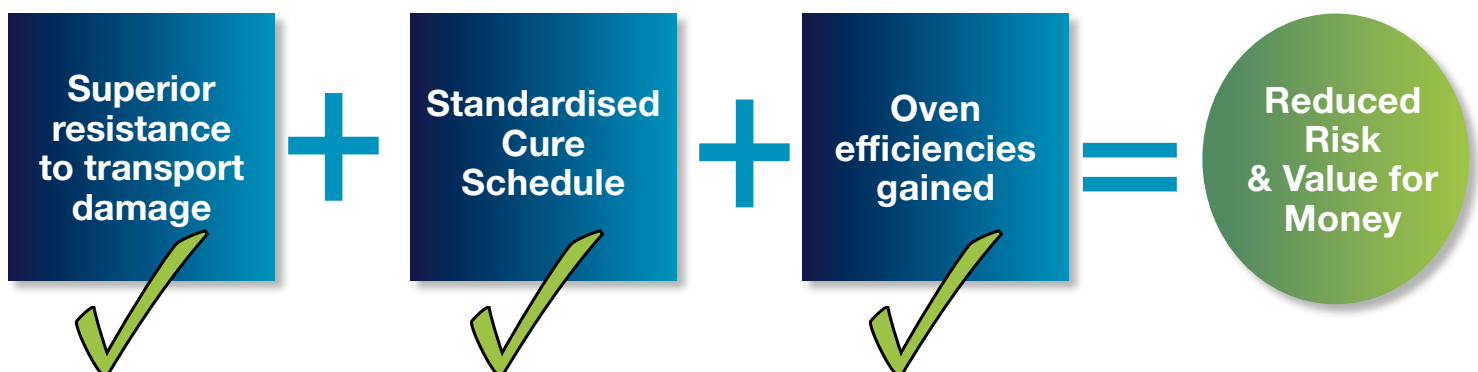 Superior
resistance
to transport
damage
+
Standardised
Cure
Schedule
+
Oven
efficiencies
gained
=
Reduced
Risk
& Value for
Money